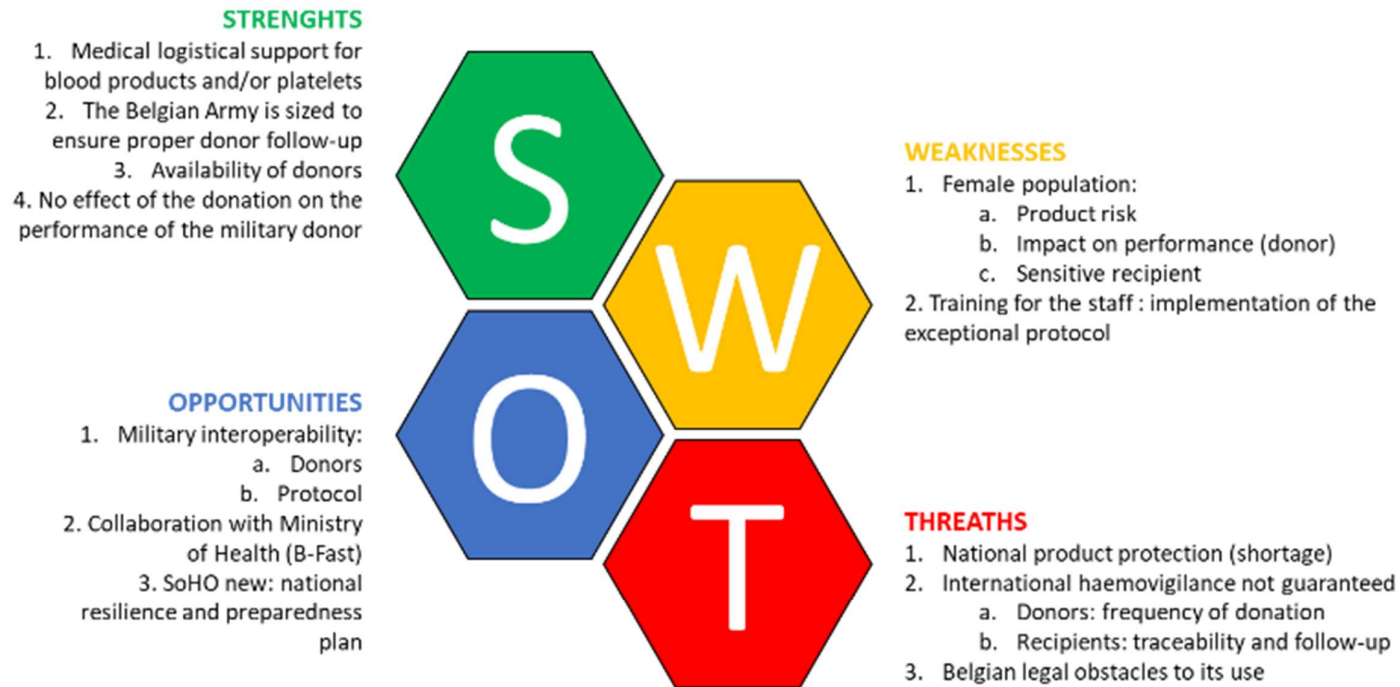 STRENGHTS
1. Medical logistical support for
blood products and/or platelets
2. The Belgian Army is sized to
ensure proper donor follow-up
3. Availability of donors
4. No effect of the donation on the
performance of the military donor
S
WEAKNESSES
1. Female population:
a. Product risk
b. Impact on performance (donor)
c. Sensitive recipient
2. Training for the staff : implementation of the
exceptional protocol
W
OPPORTUNITIES
1. Military interoperability:
a. Donors
b. Protocol
2. Collaboration with Ministry
of Health (B-Fast)
3. SoHO new: national
resilience and preparedness
plan
O
THREATHS
1. National product protection (shortage)
2. International haemovigilance not guaranteed
a. Donors: frequency of donation
b. Recipients: traceability and follow-up
3. Belgian legal obstacles to its use
T